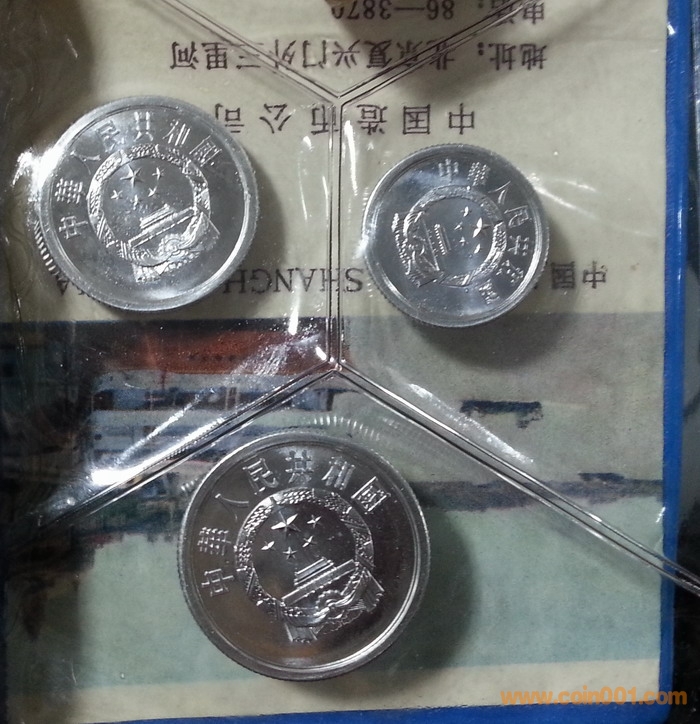 电话：86—3870
地址：北京复兴门外三里河
中国造币公司
中国
SHANGH
中華人民共和國
中華人民共和國
中華人民共和國
www.coin001.com